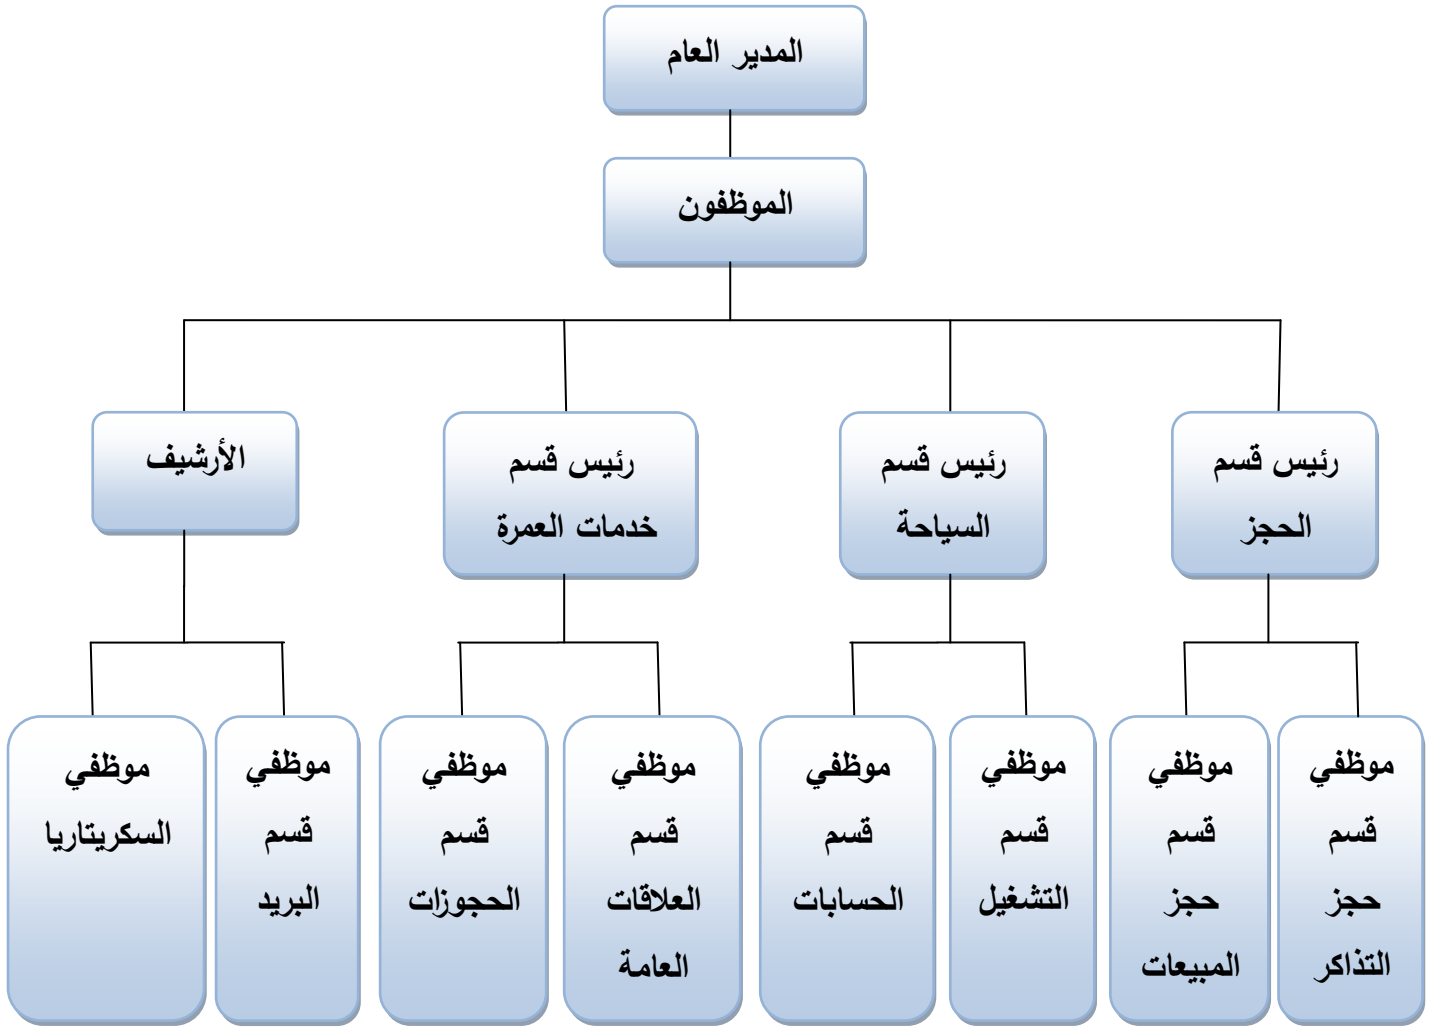 المدير العام
الموظفون
رئيس قسم
الحجز
رئيس قسم
السياحة
رئيس قسم
خدمات العمرة
الأرشيف
موظفي
قسم
حجز
التذاكر
موظفي
قسم
حجز
المبيعات
موظفي
قسم
التشغيل
موظفي
قسم
الحسابات
موظفي
قسم
العلاقات
العامة
موظفي
قسم
الحجوزات
موظفي
قسم
البريد
موظفي
السكريتاريا